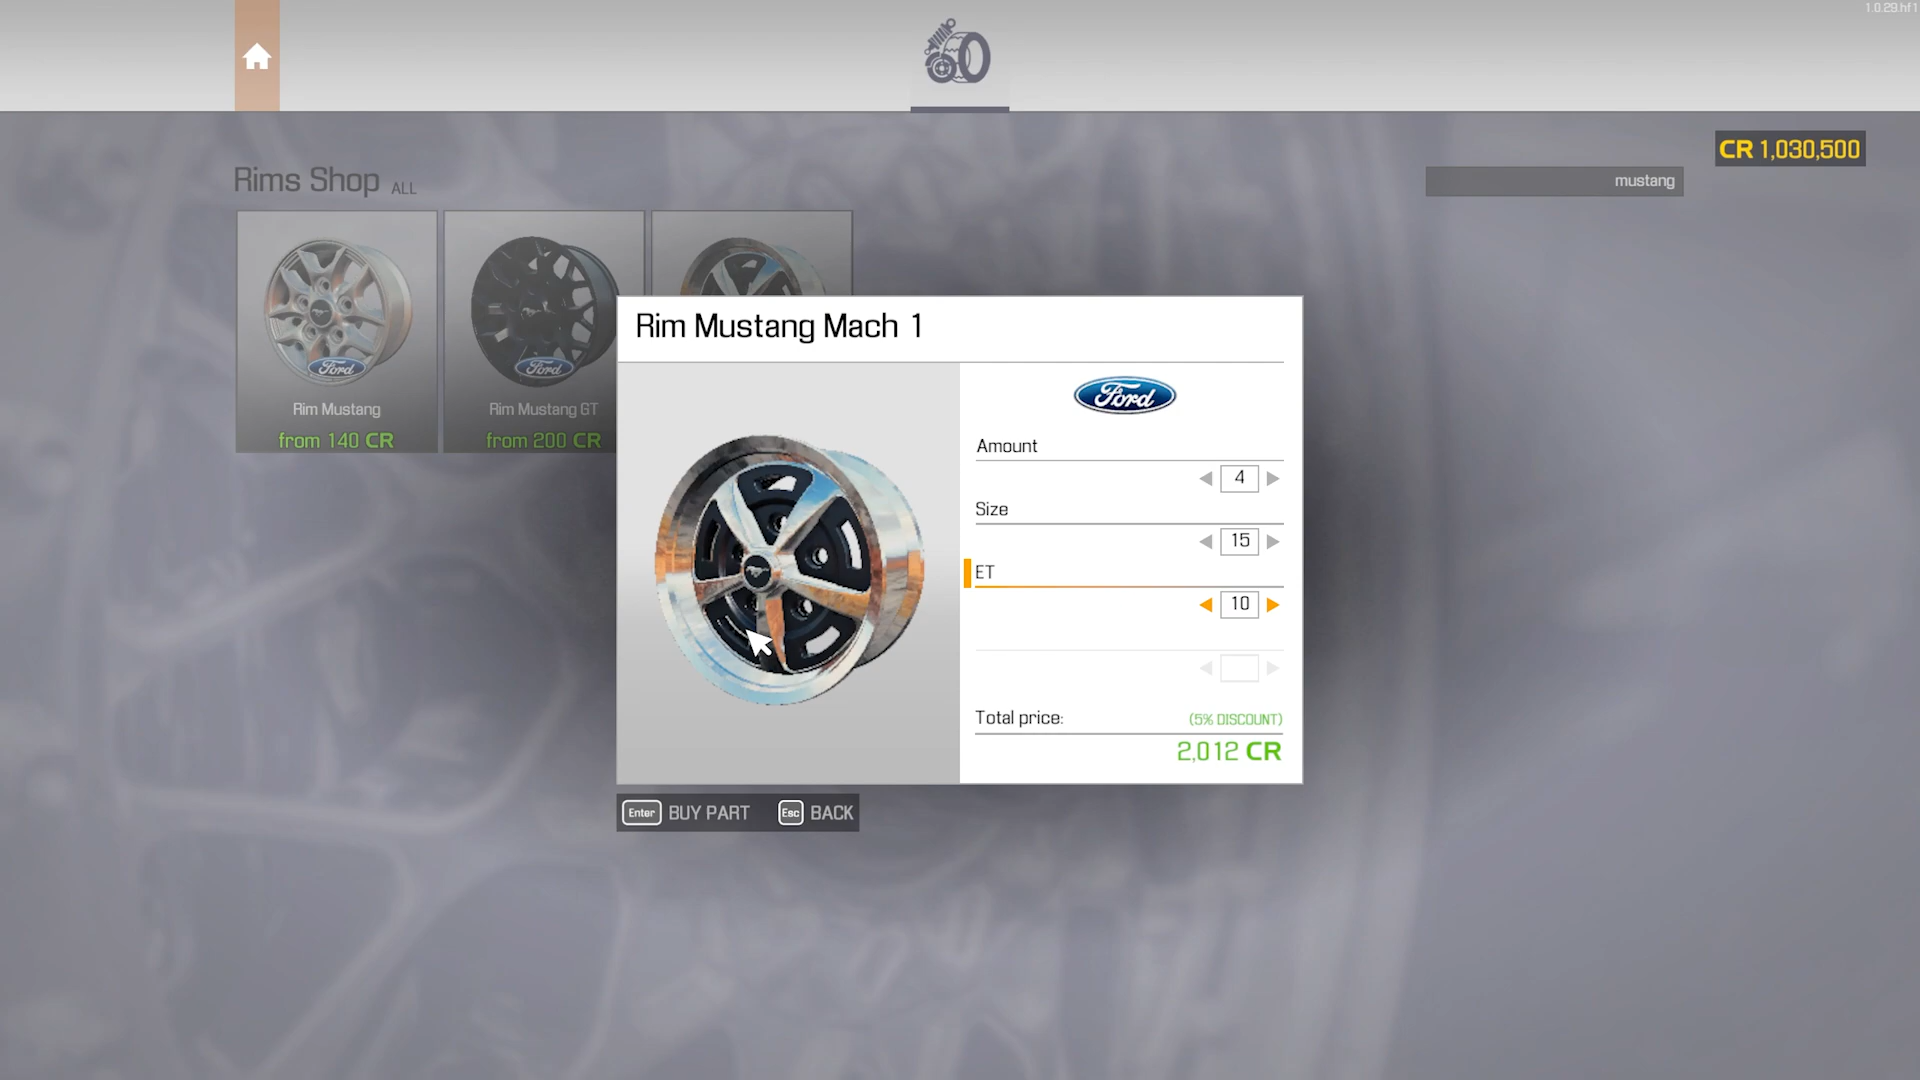 1.0.29.hf1
CR 1,030,500
Rims Shop ALL
mustang
Ford
Rim Mustang
from 140 CR
Ford
Rim Mustang GT
from 200 CR
Rim Mustang Mach 1
Ford
Amount
4
Size
15
ET
10
Total price:
(5% DISCOUNT)
2,012 CR
Enter BUY PART
Esc BACK